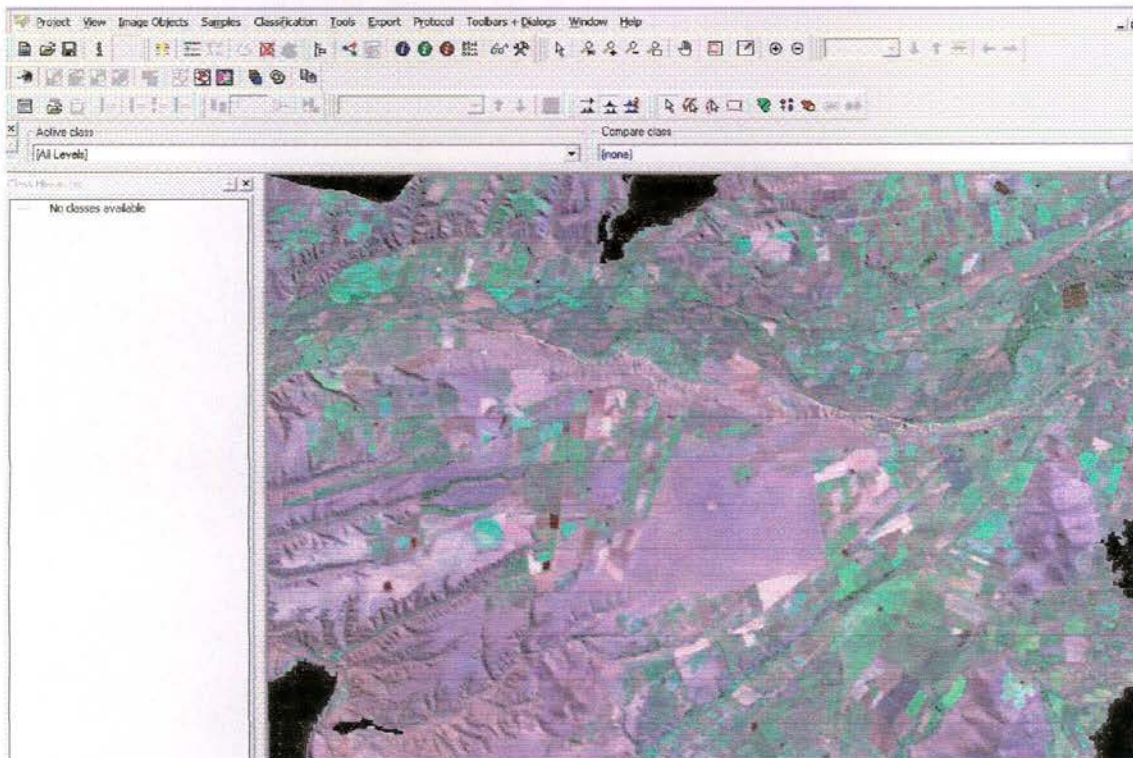 Project View Image Objects Samples Classification Tools Export Protocol Toolbars + Dialogs Window Help
Active class
Compare class
[All Levels]
(none)
No classes available